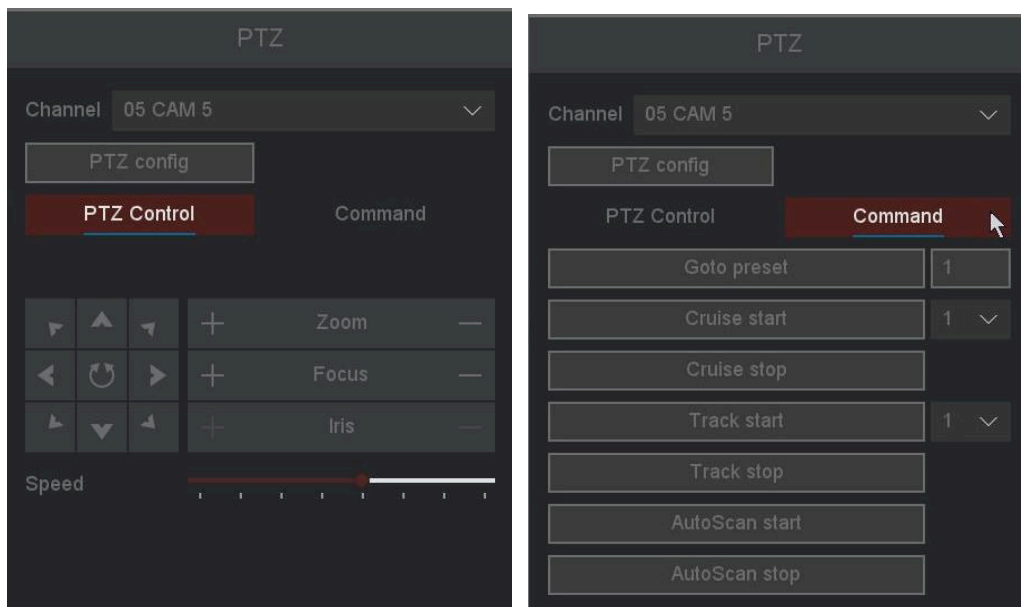 PTZ
Channel 05 CAM 5
PTZ config
PTZ Control Command
+ Zoom —
+ Focus —
+ Iris —
Speed
PTZ
Channel 05 CAM 5
PTZ config
PTZ Control Command
Goto preset 1
Cruise start 1
Cruise stop
Track start 1
Track stop
AutoScan start
AutoScan stop